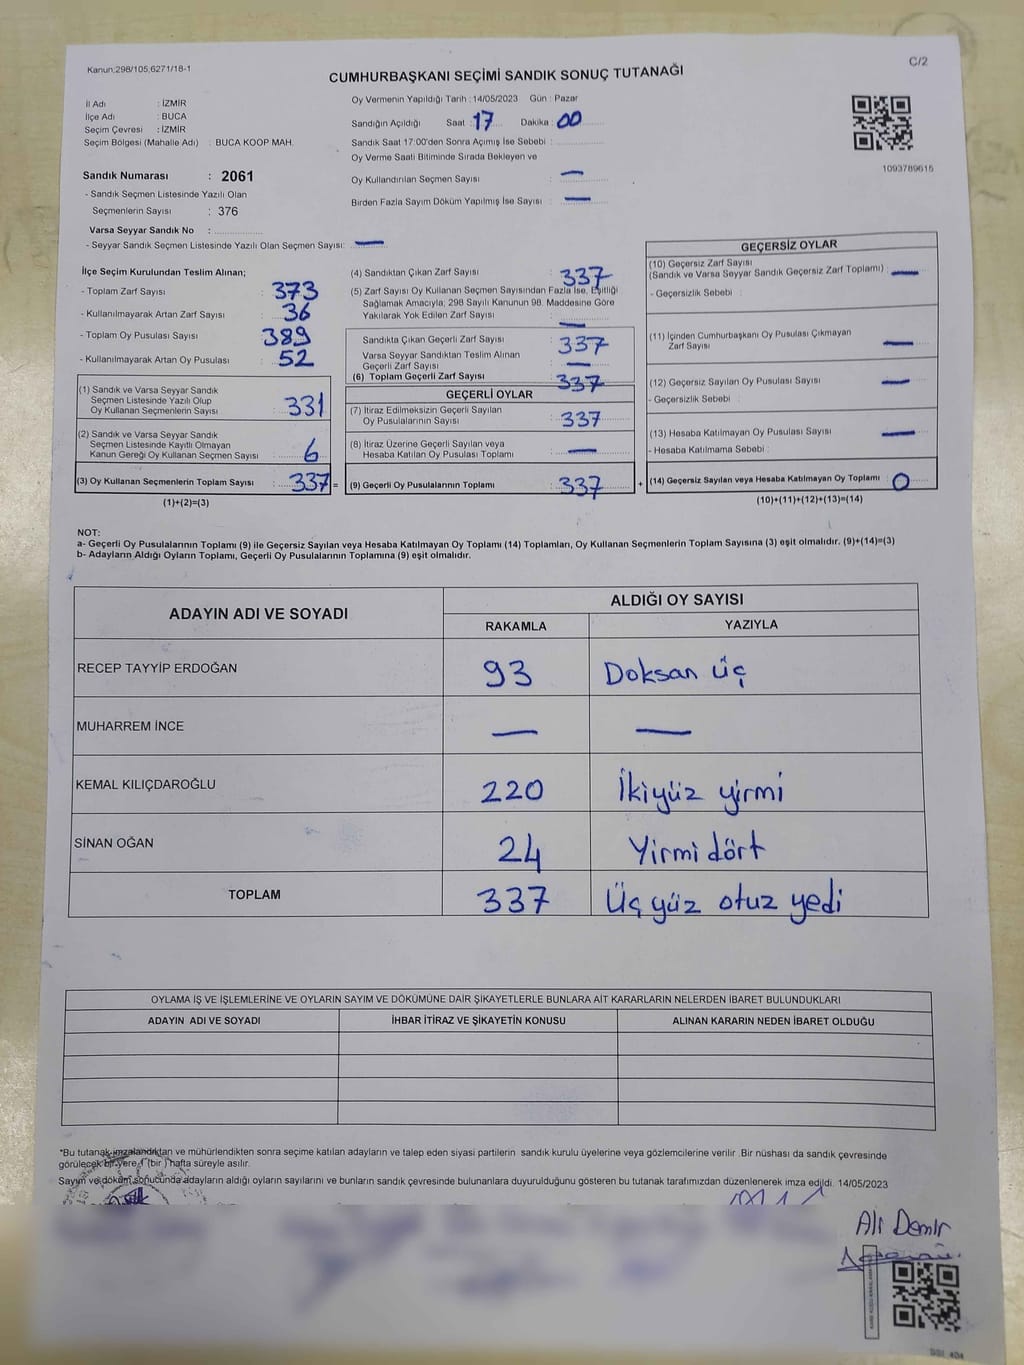 Kanun;298/105,6271/18-1
C/2
CUMHURBAŞKANI SEÇİMİ SANDIK SONUÇ TUTANAĞI
İl Adı : İZMİR
İlçe Adı : BUCA
Seçim Çevresi : İZMİR
Seçim Bölgesi (Mahalle Adı) : BUCA KOOP MAH.
Oy Vermenin Yapıldığı Tarih : 14/05/2023 Gün : Pazar
Sandığın Açıldığı Saat : 17 Dakika : 00
Sandık Saat 17:00'den Sonra Açımış İse Sebebi :
Oy Verme Saati Bitiminde Sırada Bekleyen ve
Oy Kullandırılan Seçmen Sayısı : —
Birden Fazla Sayım Döküm Yapılmış İse Sayısı : —
1093789615
Sandık Numarası : 2061
- Sandık Seçmen Listesinde Yazılı Olan
Seçmenlerin Sayısı : 376
Varsa Seyyar Sandık No :
- Seyyar Sandık Seçmen Listesinde Yazılı Olan Seçmen Sayısı: —
İlçe Seçim Kurulundan Teslim Alınan;
- Toplam Zarf Sayısı : 373
- Kullanılmayarak Artan Zarf Sayısı : 36
- Toplam Oy Pusulası Sayısı : 389
- Kullanılmayarak Artan Oy Pusulası : 52
(1) Sandık ve Varsa Seyyar Sandık
Seçmen Listesinde Yazılı Olup
Oy Kullanan Seçmenlerin Sayısı : 331
(2) Sandık ve Varsa Seyyar Sandık
Seçmen Listesinde Kayıtlı Olmayan
Kanun Gereği Oy Kullanan Seçmen Sayısı : 6
(3) Oy Kullanan Seçmenlerin Toplam Sayısı : 337 =
(1)+(2)=(3)
(4) Sandıktan Çıkan Zarf Sayısı : 337
(5) Zarf Sayısı Oy Kullanan Seçmen Sayısından Fazla İse, Eşitliği
Sağlamak Amacıyla; 298 Sayılı Kanunun 98. Maddesine Göre
Yakılarak Yok Edilen Zarf Sayısı : —
Sandıkta Çıkan Geçerli Zarf Sayısı : 337
Varsa Seyyar Sandıktan Teslim Alınan
Geçerli Zarf Sayısı : —
(6) Toplam Geçerli Zarf Sayısı : 337
GEÇERLİ OYLAR
(7) İtiraz Edilmeksizin Geçerli Sayılan
Oy Pusulalarının Sayısı : 337
(8) İtiraz Üzerine Geçerli Sayılan veya
Hesaba Katılan Oy Pusulası Toplamı : —
(9) Geçerli Oy Pusulalarının Toplamı : 337 +
GEÇERSİZ OYLAR
(10) Geçersiz Zarf Sayısı
(Sandık ve Varsa Seyyar Sandık Geçersiz Zarf Toplamı) : —
- Geçersizlik Sebebi :
(11) İçinden Cumhurbaşkanı Oy Pusulası Çıkmayan
Zarf Sayısı : —
(12) Geçersiz Sayılan Oy Pusulası Sayısı : —
- Geçersizlik Sebebi :
(13) Hesaba Katılmayan Oy Pusulası Sayısı : —
- Hesaba Katılmama Sebebi :
(14) Geçersiz Sayılan veya Hesaba Katılmayan Oy Toplamı : 0
(10)+(11)+(12)+(13)=(14)
NOT:
a- Geçerli Oy Pusulalarının Toplamı (9) ile Geçersiz Sayılan veya Hesaba Katılmayan Oy Toplamı (14) Toplamları, Oy Kullanan Seçmenlerin Toplam Sayısına (3) eşit olmalıdır. (9)+(14)=(3)
b- Adayların Aldığı Oyların Toplamı, Geçerli Oy Pusulalarının Toplamına (9) eşit olmalıdır.
ADAYIN ADI VE SOYADI
ALDIĞI OY SAYISI
RAKAMLA YAZIYLA
RECEP TAYYİP ERDOĞAN 93 Doksan üç
MUHARREM İNCE — —
KEMAL KILIÇDAROĞLU 220 İkiyüz yirmi
SİNAN OĞAN 24 Yirmi dört
TOPLAM 337 Üç yüz otuz yedi
OYLAMA İŞ VE İŞLEMLERİNE VE OYLARIN SAYIM VE DÖKÜMÜNE DAİR ŞİKAYETLERLE BUNLARA AİT KARARLARIN NELERDEN İBARET BULUNDUKLARI
ADAYIN ADI VE SOYADI İHBAR İTİRAZ VE ŞİKAYETİN KONUSU ALINAN KARARIN NEDEN İBARET OLDUĞU
*Bu tutanak imzalandıktan ve mühürlendikten sonra seçime katılan adayların ve talep eden siyasi partilerin sandık kurulu üyelerine veya gözlemcilerine verilir .Bir nüshası da sandık çevresinde
görülecek bir yere 1 (bir ) hafta süreyle asılır.
Sayım ve döküm sonucunda adayların aldığı oyların sayılarını ve bunların sandık çevresinde bulunanlara duyurulduğunu gösteren bu tutanak tarafımızdan düzenlenerek imza edildi. 14/05/2023
Ali Demir